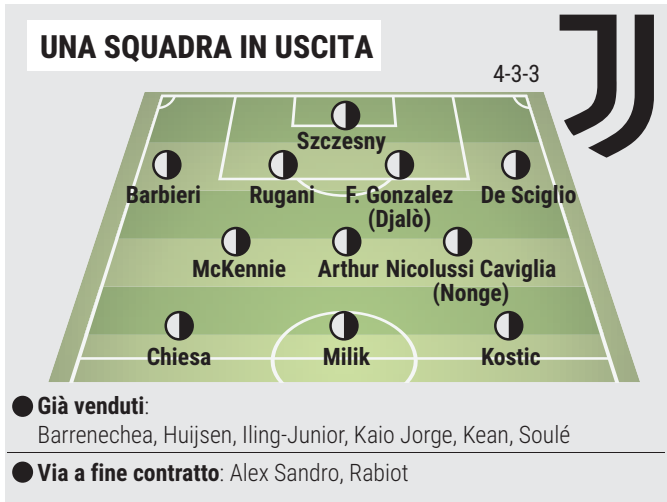 UNA SQUADRA IN USCITA
4-3-3
Szczesny
Barbieri Rugani F. Gonzalez De Sciglio
(Djalò)
McKennie Arthur Nicolussi Caviglia
(Nonge)
Chiesa Milik Kostic
Già venduti:
Barrenechea, Huijsen, Iling-Junior, Kaio Jorge, Kean, Soulé
Via a fine contratto: Alex Sandro, Rabiot